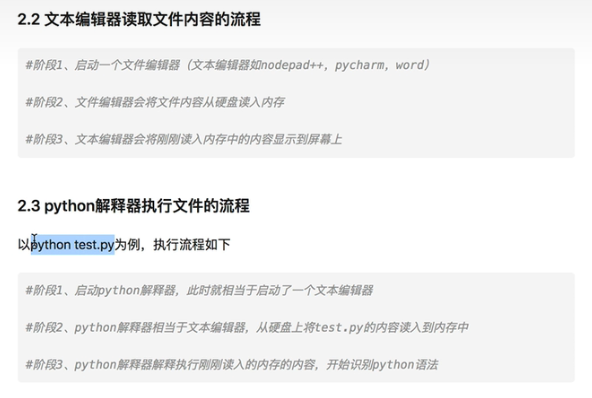 2.2 文本编辑器读取文件内容的流程
#阶段1、启动一个文件编辑器（文本编辑器如nodepad++, pycharm, word）
#阶段2、文件编辑器会将文件内容从硬盘读入内存
#阶段3、文本编辑器会将刚刚读入内存中的内容显示到屏幕上
2.3 python解释器执行文件的流程
以python test.py为例，执行流程如下
#阶段1、启动python解释器，此时就相当于启动了一个文本编辑器
#阶段2、python解释器相当于文本编辑器，从硬盘上将test.py的内容读入到内存中
#阶段3、python解释器解释执行刚刚读入的内存的内容，开始识别python语法